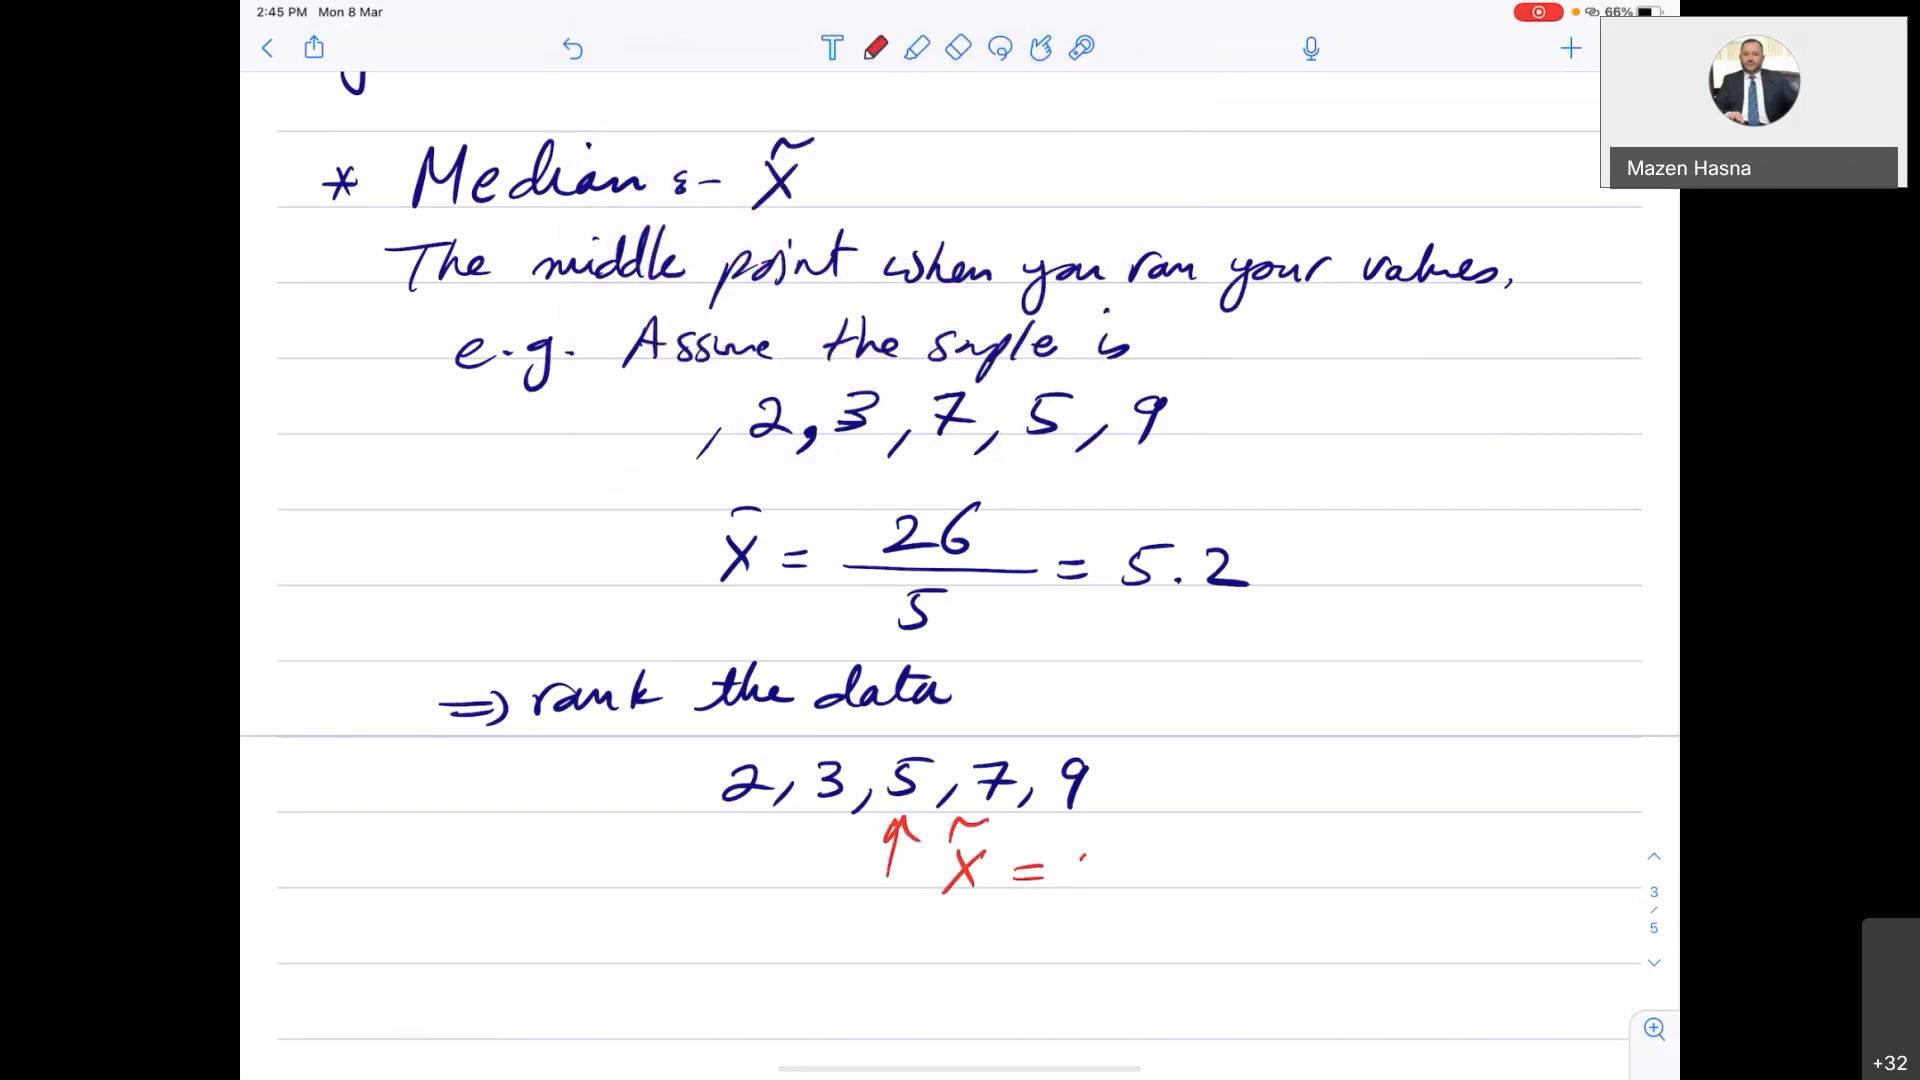 2:45 PM Mon 8 Mar
66%
Mazen Hasna
* Median :- X̃
The middle point when you ran your values.
e.g. Assume the sample is
, 2, 3, 7, 5, 9
X̄ = 26 / 5 = 5.2
⇒ rank the data
2, 3, 5, 7, 9
↑ X̃ =
3 / 5
+32